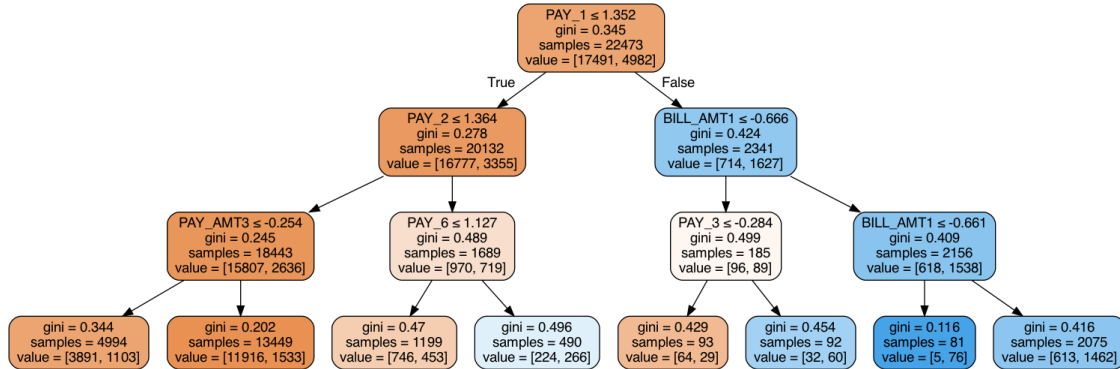 PAY_1 ≤ 1.352
gini = 0.345
samples = 22473
value = [17491, 4982]
True
False
PAY_2 ≤ 1.364
gini = 0.278
samples = 20132
value = [16777, 3355]
BILL_AMT1 ≤ -0.666
gini = 0.424
samples = 2341
value = [714, 1627]
PAY_AMT3 ≤ -0.254
gini = 0.245
samples = 18443
value = [15807, 2636]
PAY_6 ≤ 1.127
gini = 0.489
samples = 1689
value = [970, 719]
PAY_3 ≤ -0.284
gini = 0.499
samples = 185
value = [96, 89]
BILL_AMT1 ≤ -0.661
gini = 0.409
samples = 2156
value = [618, 1538]
gini = 0.344
samples = 4994
value = [3891, 1103]
gini = 0.202
samples = 13449
value = [11916, 1533]
gini = 0.47
samples = 1199
value = [746, 453]
gini = 0.496
samples = 490
value = [224, 266]
gini = 0.429
samples = 93
value = [64, 29]
gini = 0.454
samples = 92
value = [32, 60]
gini = 0.116
samples = 81
value = [5, 76]
gini = 0.416
samples = 2075
value = [613, 1462]